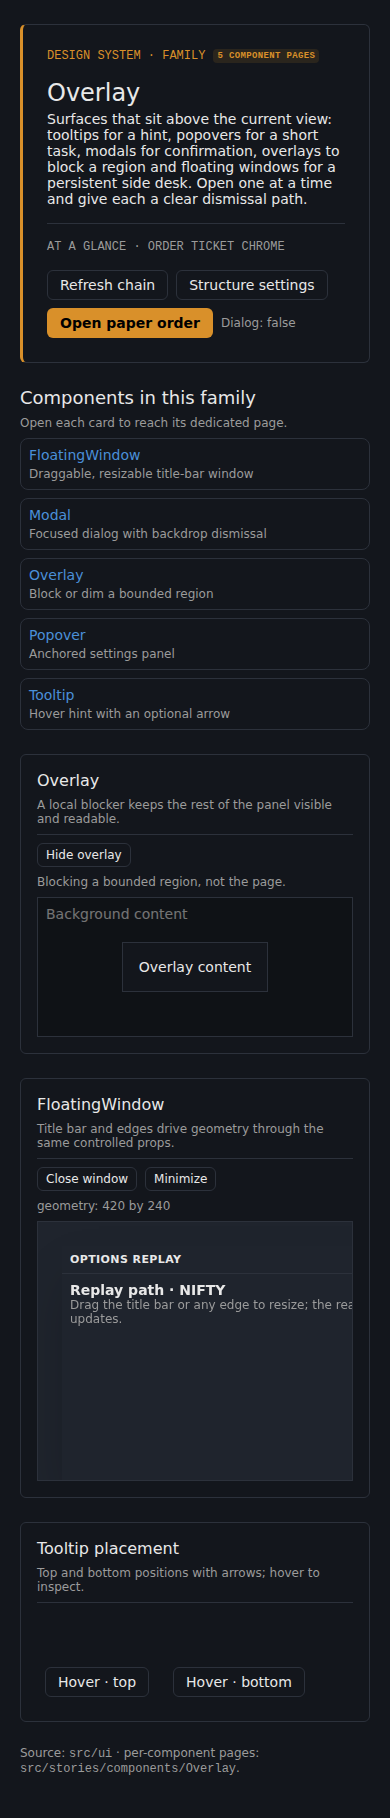 DESIGN SYSTEM · FAMILY 5 COMPONENT PAGES
Overlay
Surfaces that sit above the current view:
tooltips for a hint, popovers for a short
task, modals for confirmation, overlays to
block a region and floating windows for a
persistent side desk. Open one at a time
and give each a clear dismissal path.
AT A GLANCE · ORDER TICKET CHROME
Refresh chain Structure settings
Open paper order Dialog: false
Components in this family
Open each card to reach its dedicated page.
FloatingWindow
Draggable, resizable title-bar window
Modal
Focused dialog with backdrop dismissal
Overlay
Block or dim a bounded region
Popover
Anchored settings panel
Tooltip
Hover hint with an optional arrow
Overlay
A local blocker keeps the rest of the panel visible
and readable.
Hide overlay
Blocking a bounded region, not the page.
Background content
Overlay content
FloatingWindow
Title bar and edges drive geometry through the
same controlled props.
Close window Minimize
geometry: 420 by 240
OPTIONS REPLAY
Replay path · NIFTY
Drag the title bar or any edge to resize; the
updates.
Tooltip placement
Top and bottom positions with arrows; hover to
inspect.
Hover · top Hover · bottom
Source: src/ui · per-component pages:
src/stories/components/Overlay.